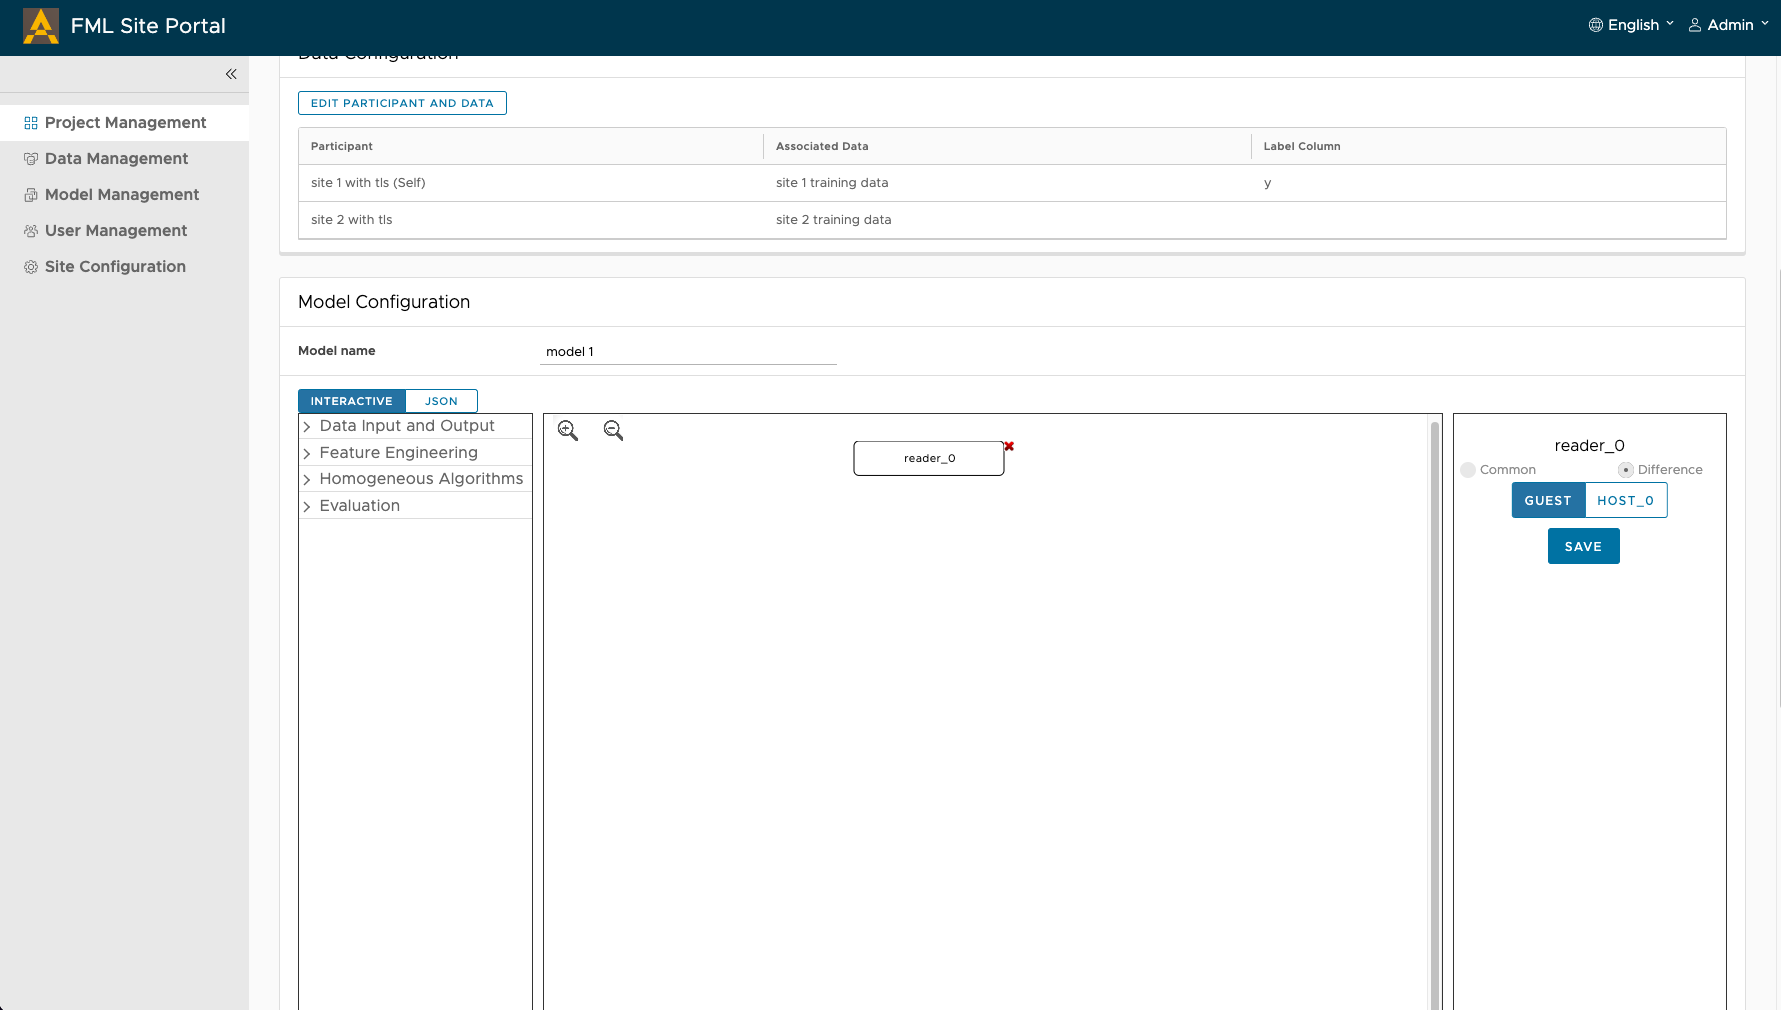 FML Site Portal
English
Admin
Project Management
Data Management
Model Management
User Management
Site Configuration
Data Configuration
EDIT PARTICIPANT AND DATA
Participant Associated Data Label Column
site 1 with tls (Self) site 1 training data y
site 2 with tls site 2 training data
Model Configuration
Model name model 1
INTERACTIVE JSON
Data Input and Output
Feature Engineering
Homogeneous Algorithms
Evaluation
reader_0
reader_0
Common Difference
GUEST HOST_0
SAVE